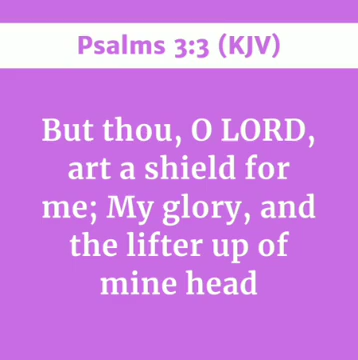 Psalms 3:3 (KJV)
But thou, O LORD,
art a shield for
me; My glory, and
the lifter up of
mine head